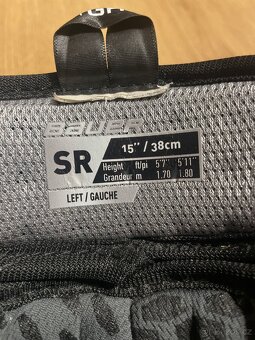 BAUER
SR
15" / 38cm
Height ft/pi 5'7" 5'11"
Grandeur m 1.70 1.80
LEFT / GAUCHE